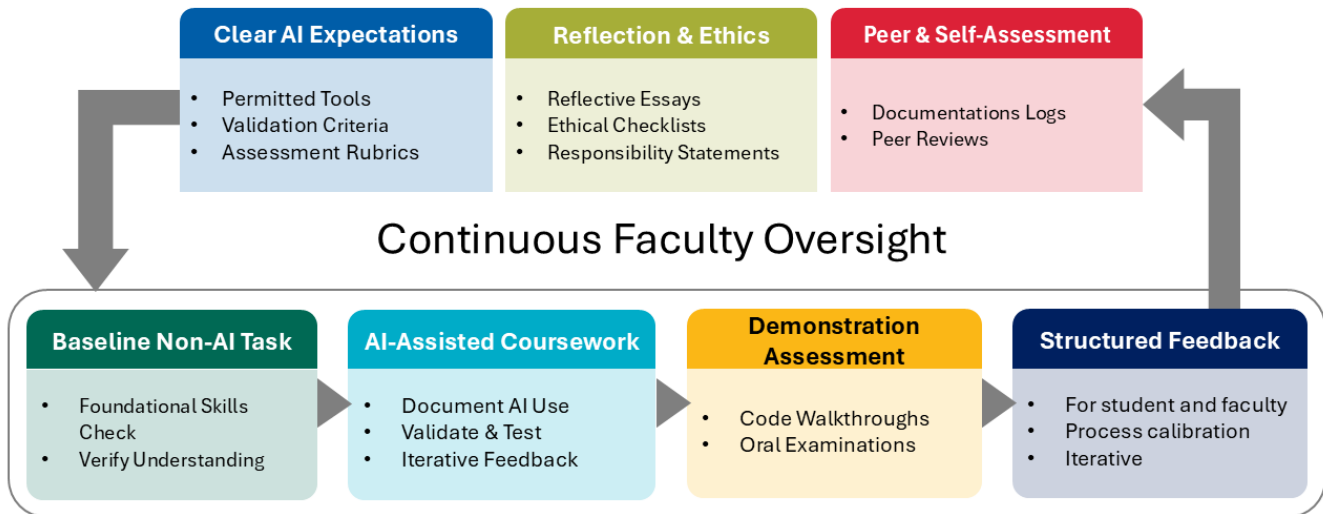 Clear AI Expectations
• Permitted Tools
• Validation Criteria
• Assessment Rubrics
Reflection & Ethics
• Reflective Essays
• Ethical Checklists
• Responsibility Statements
Peer & Self-Assessment
• Documentations Logs
• Peer Reviews
Continuous Faculty Oversight
Baseline Non-AI Task
• Foundational Skills
Check
• Verify Understanding
AI-Assisted Coursework
• Document AI Use
• Validate & Test
• Iterative Feedback
Demonstration
Assessment
• Code Walkthroughs
• Oral Examinations
Structured Feedback
• For student and faculty
• Process calibration
• Iterative